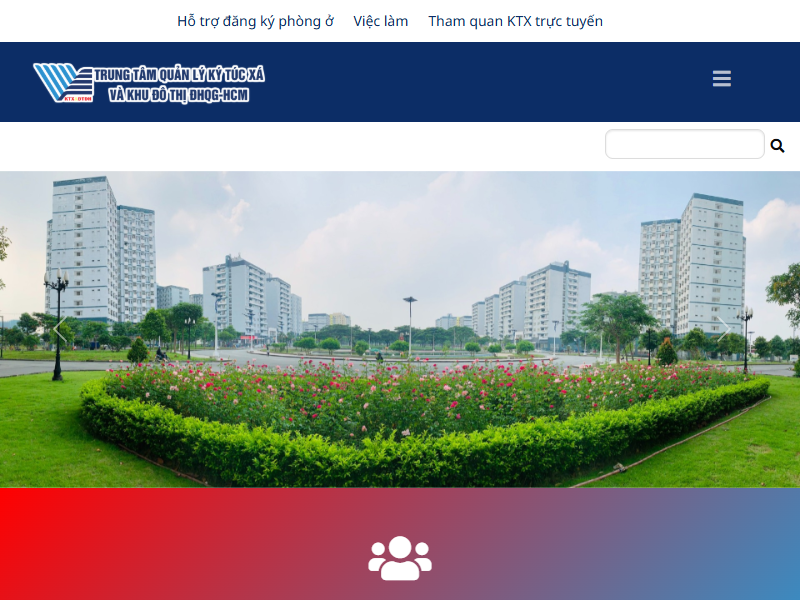 Hỗ trợ đăng ký phòng ở Việc làm Tham quan KTX trực tuyến
TRUNG TÂM QUẢN LÝ KÝ TÚC XÁ
VÀ KHU ĐÔ THỊ ĐHQG-HCM
KTX - ĐTĐH